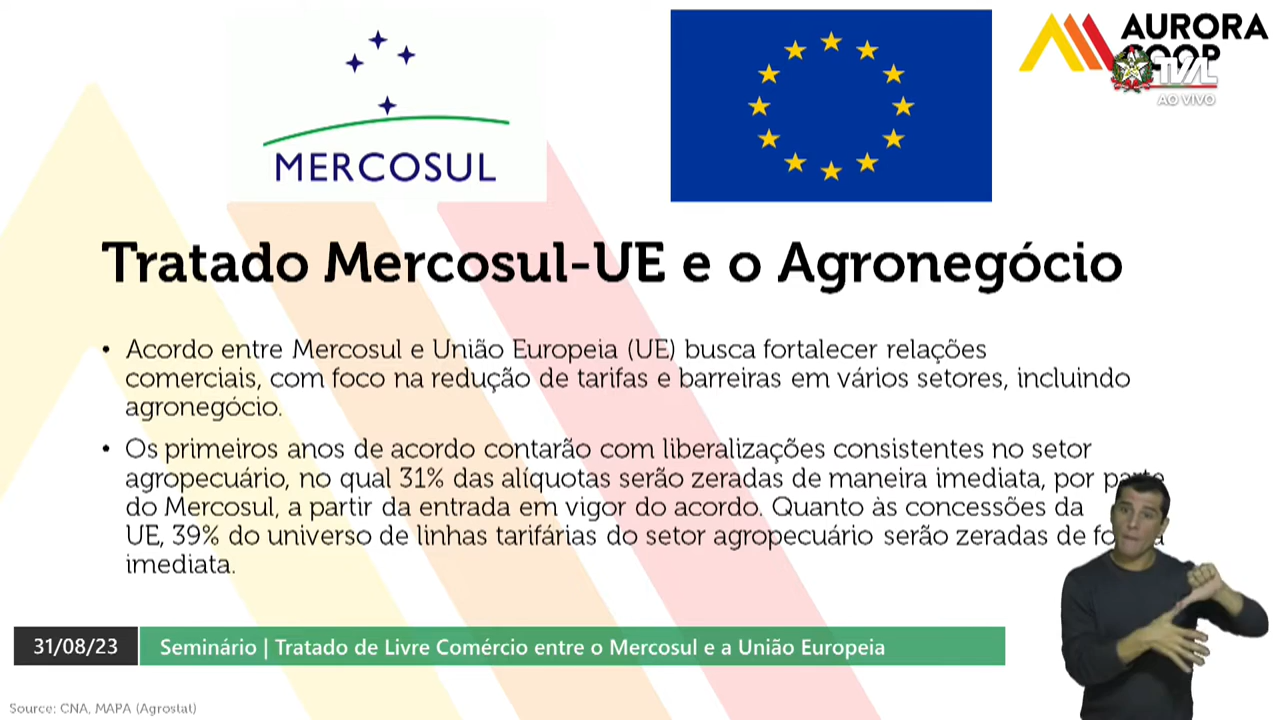 MERCOSUL
AURORA
COOP
TVAL
AO VIVO
Tratado Mercosul-UE e o Agronegócio
• Acordo entre Mercosul e União Europeia (UE) busca fortalecer relações
comerciais, com foco na redução de tarifas e barreiras em vários setores, incluindo
agronegócio.
• Os primeiros anos de acordo contarão com liberalizações consistentes no setor
agropecuário, no qual 31% das alíquotas serão zeradas de maneira imediata, por parte
do Mercosul, a partir da entrada em vigor do acordo. Quanto às concessões da
UE, 39% do universo de linhas tarifárias do setor agropecuário serão zeradas de forma
imediata.
31/08/23 Seminário | Tratado de Livre Comércio entre o Mercosul e a União Europeia
Source: CNA, MAPA (Agrostat)